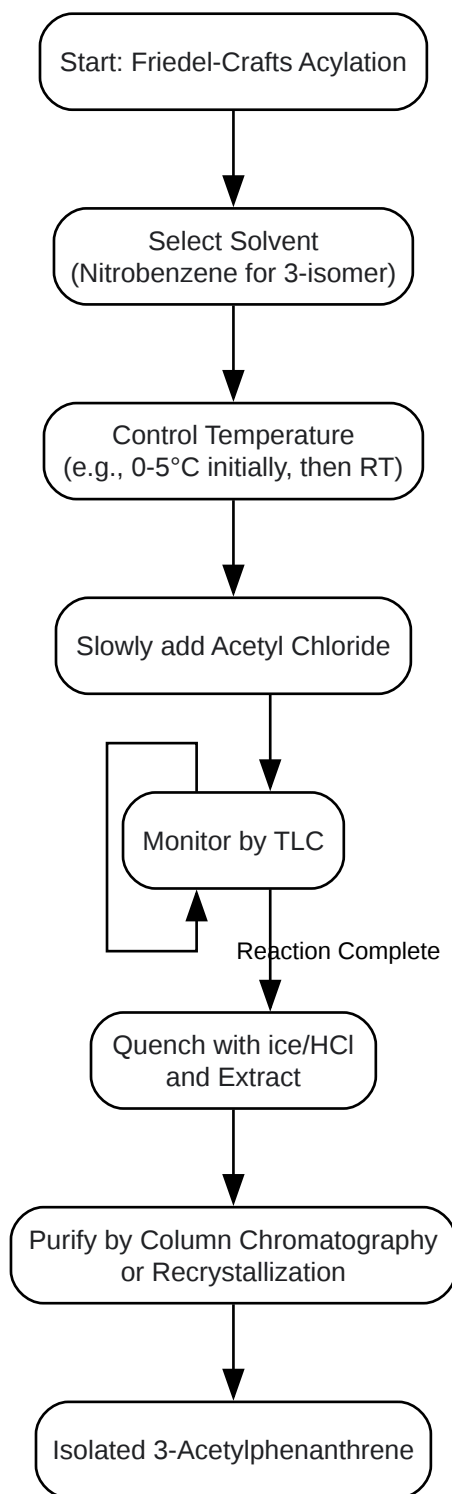 Start: Friedel-Crafts Acylation
Select Solvent
(Nitrobenzene for 3-isomer)
Control Temperature
(e.g., 0-5°C initially, then RT)
Slowly add Acetyl Chloride
Monitor by TLC
Reaction Complete
Quench with ice/HCl
and Extract
Purify by Column Chromatography
or Recrystallization
Isolated 3-Acetylphenanthrene